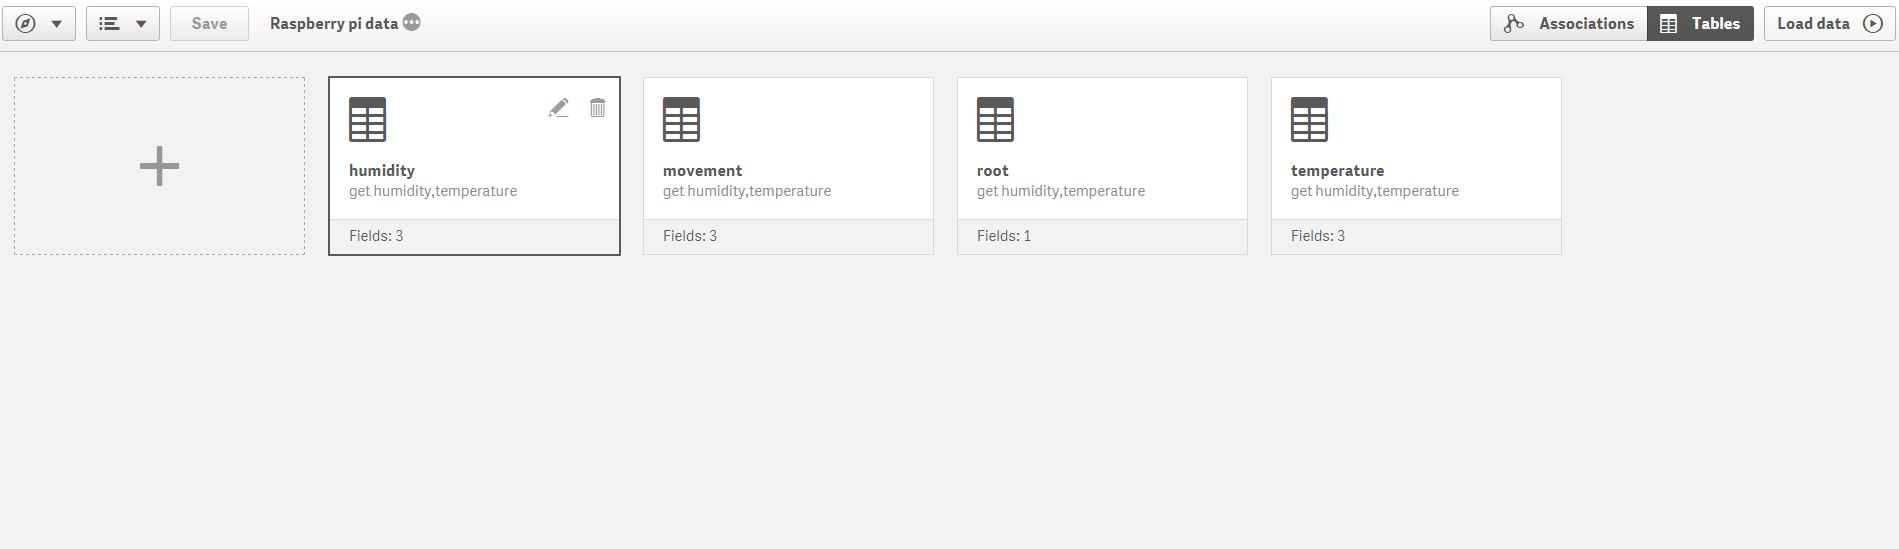 Save
Raspberry pi data
Associations
Tables
Load data
humidity
get humidity,temperature
Fields: 3
movement
get humidity,temperature
Fields: 3
root
get humidity,temperature
Fields: 1
temperature
get humidity,temperature
Fields: 3